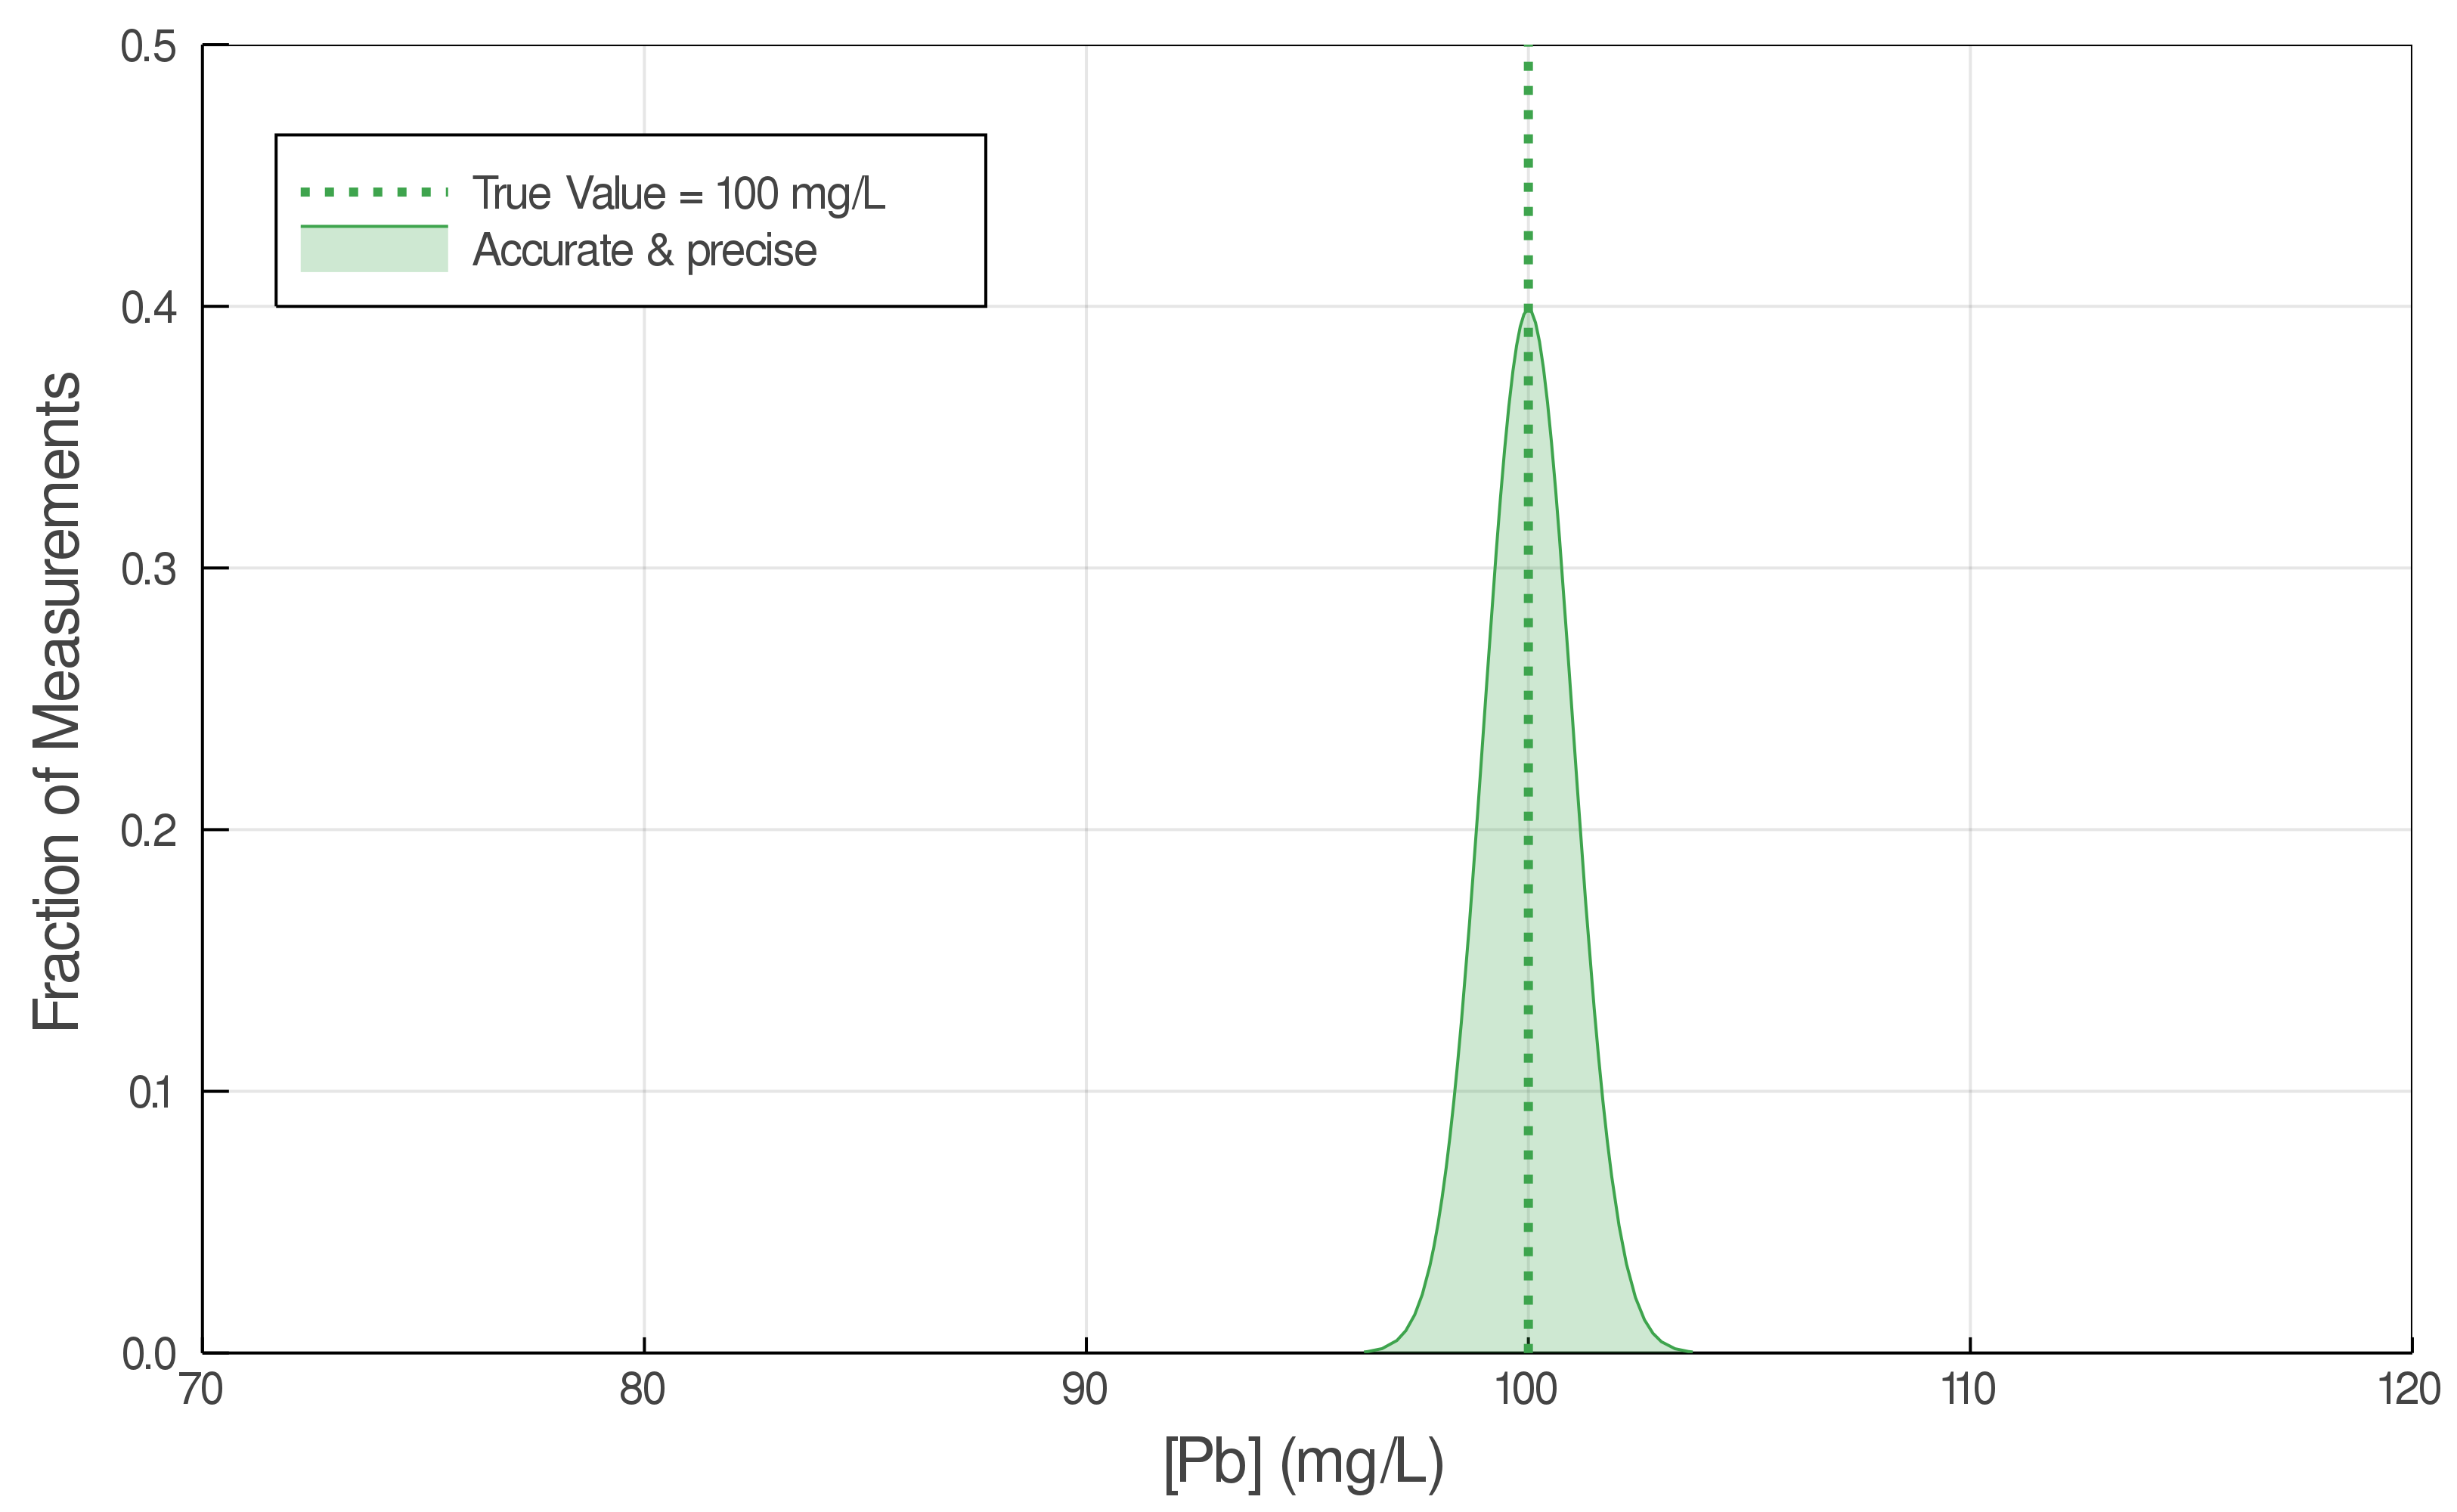 0.5
True Value = 100 mg/L
Accurate & precise
0.4
0.3
0.2
0.1
0.0
Fraction of Measurements
70 80 90 100 110 120
[Pb] (mg/L)